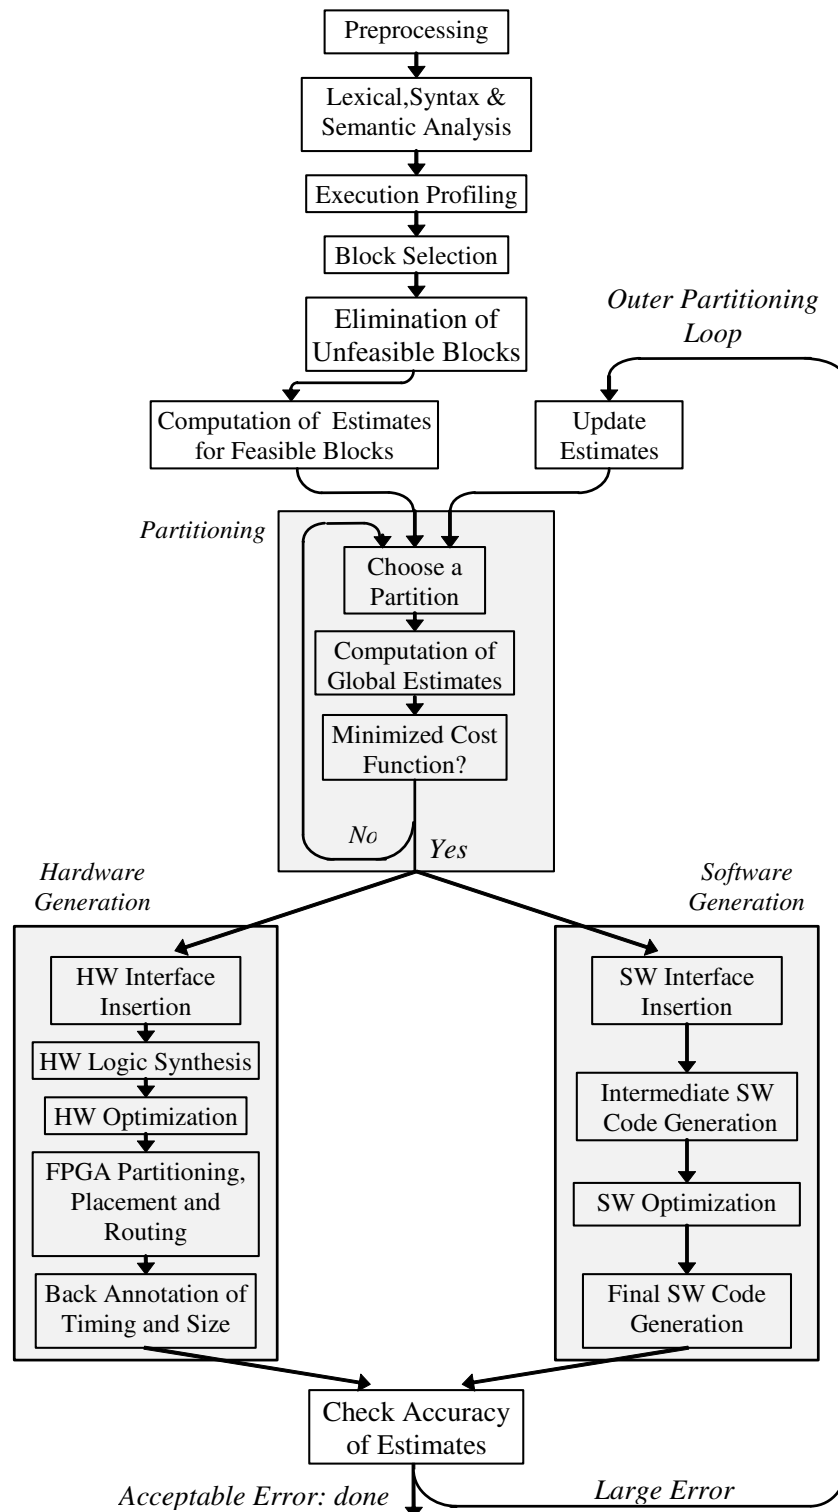 Preprocessing
Lexical,Syntax &
Semantic Analysis
Execution Profiling
Block Selection
Elimination of
Unfeasible Blocks
Outer Partitioning
Loop
Computation of Estimates
for Feasible Blocks
Update
Estimates
Partitioning
Choose a
Partition
Computation of
Global Estimates
Minimized Cost
Function?
No
Yes
Hardware
Generation
Software
Generation
HW Interface
Insertion
HW Logic Synthesis
HW Optimization
FPGA Partitioning,
Placement and
Routing
Back Annotation of
Timing and Size
SW Interface
Insertion
Intermediate SW
Code Generation
SW Optimization
Final SW Code
Generation
Check Accuracy
of Estimates
Acceptable Error: done
Large Error